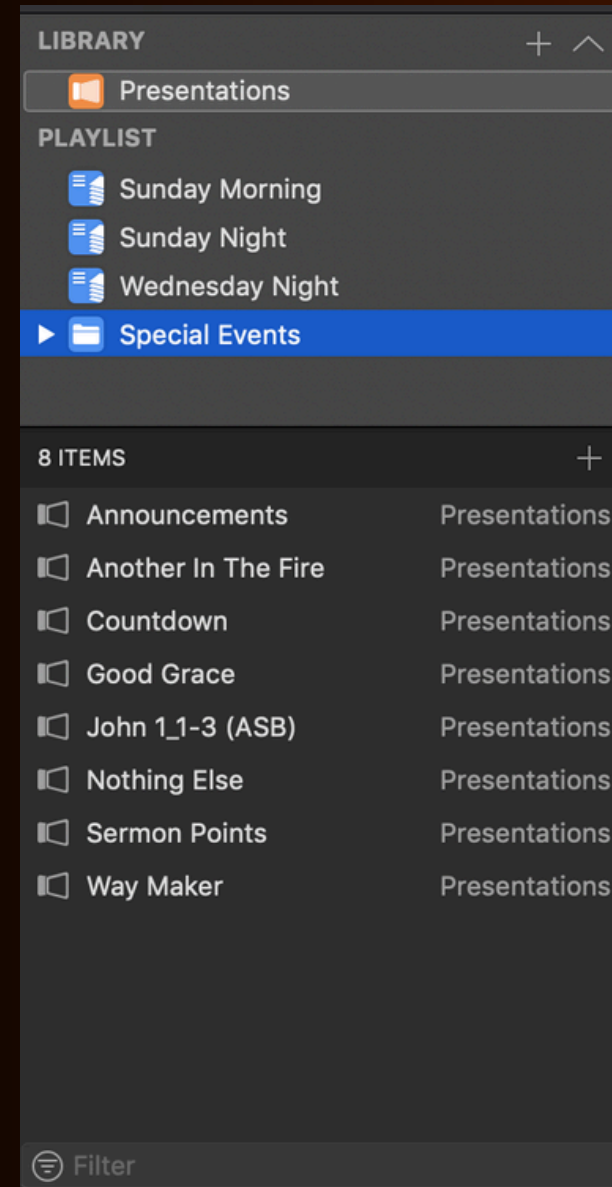 LIBRARY
Presentations
PLAYLIST
Sunday Morning
Sunday Night
Wednesday Night
Special Events
8 ITEMS
Announcements Presentations
Another In The Fire Presentations
Countdown Presentations
Good Grace Presentations
John 1_1-3 (ASB) Presentations
Nothing Else Presentations
Sermon Points Presentations
Way Maker Presentations
Filter